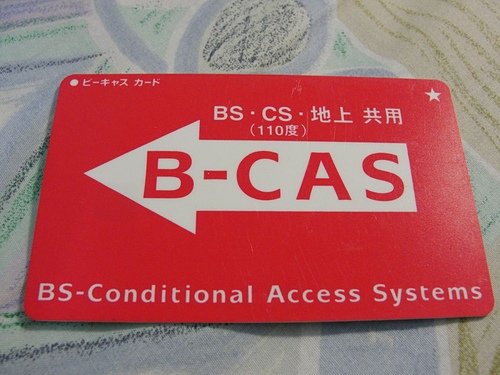 ●ビーキャス カード
★
BS・CS・地上 共用
(110度)
B-CAS
BS-Conditional Access Systems